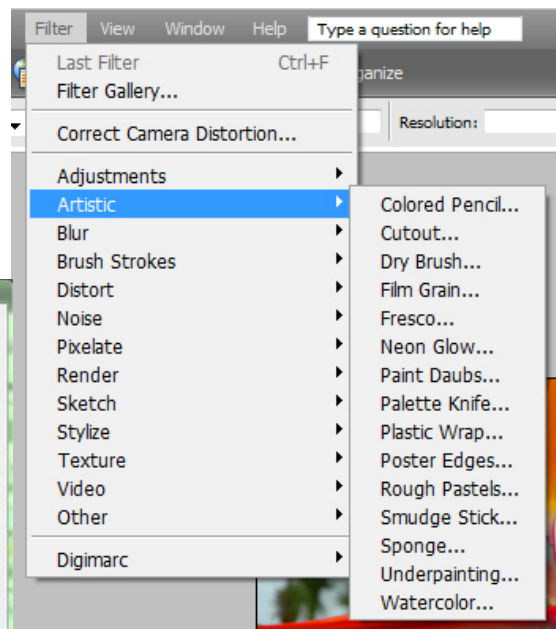 Filter View Window Help Type a question for help
Last Filter Ctrl+F
Filter Gallery...
Correct Camera Distortion...
Resolution:
Adjustments
Artistic
Blur
Brush Strokes
Distort
Noise
Pixelate
Render
Sketch
Stylize
Texture
Video
Other
Digimarc
Colored Pencil...
Cutout...
Dry Brush...
Film Grain...
Fresco...
Neon Glow...
Paint Daubs...
Palette Knife...
Plastic Wrap...
Poster Edges...
Rough Pastels...
Smudge Stick...
Sponge...
Underpainting...
Watercolor...